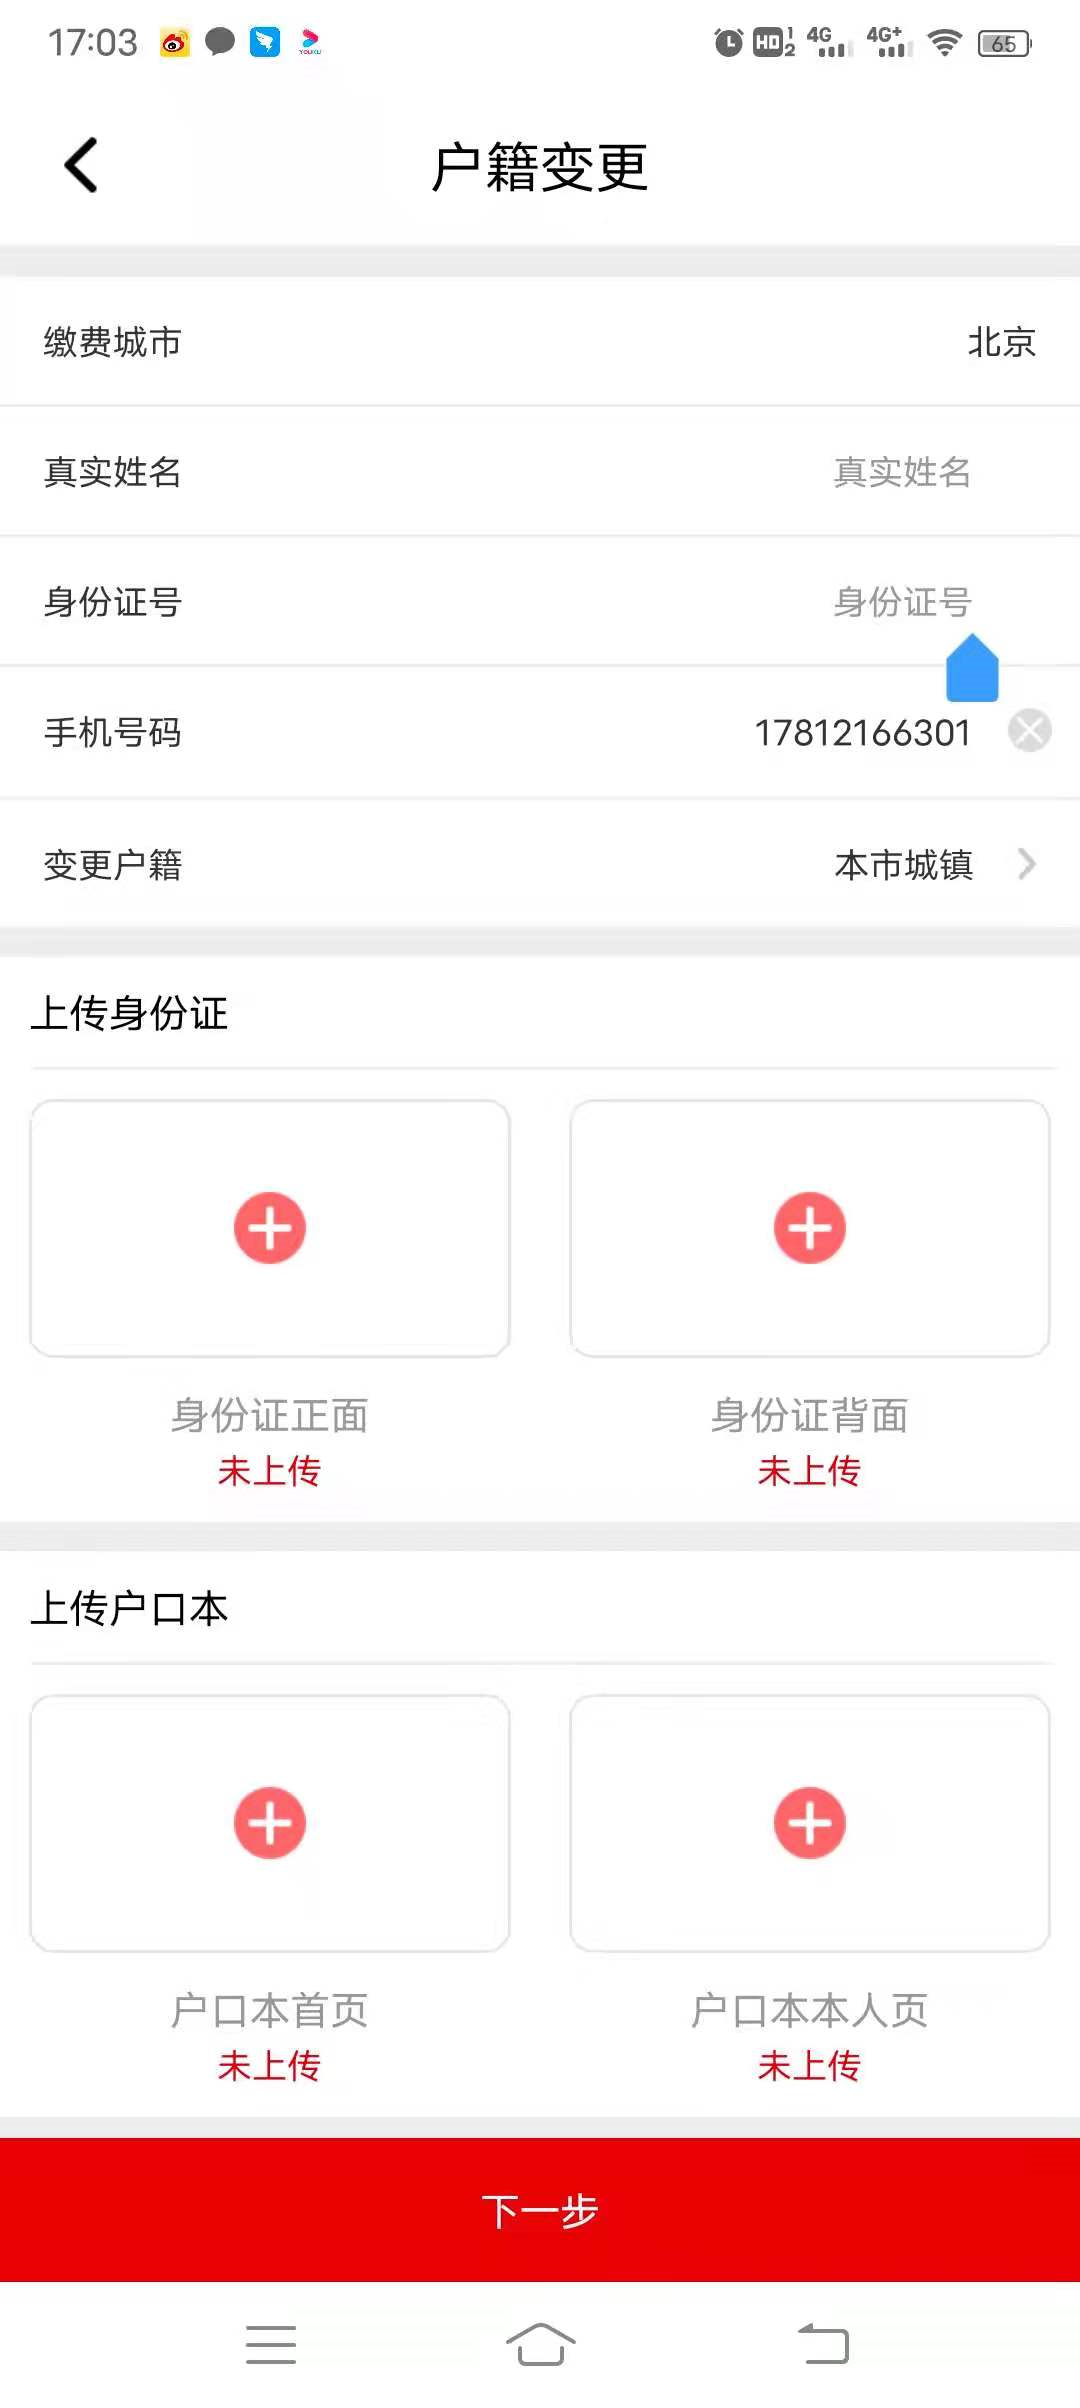 17:03
YOUKU
HD 1 2 4G 4G+ 65
户籍变更
缴费城市 北京
真实姓名 真实姓名
身份证号 身份证号
手机号码 17812166301
变更户籍 本市城镇
上传身份证
身份证正面 身份证背面
未上传 未上传
上传户口本
户口本首页 户口本本人页
未上传 未上传
下一步